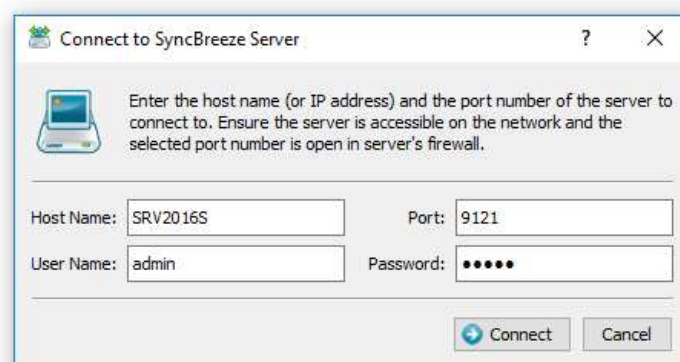 Connect to SyncBreeze Server
?
Enter the host name (or IP address) and the port number of the server to
connect to. Ensure the server is accessible on the network and the
selected port number is open in server's firewall.
Host Name: SRV2016S Port: 9121
User Name: admin Password: •••••
Connect Cancel